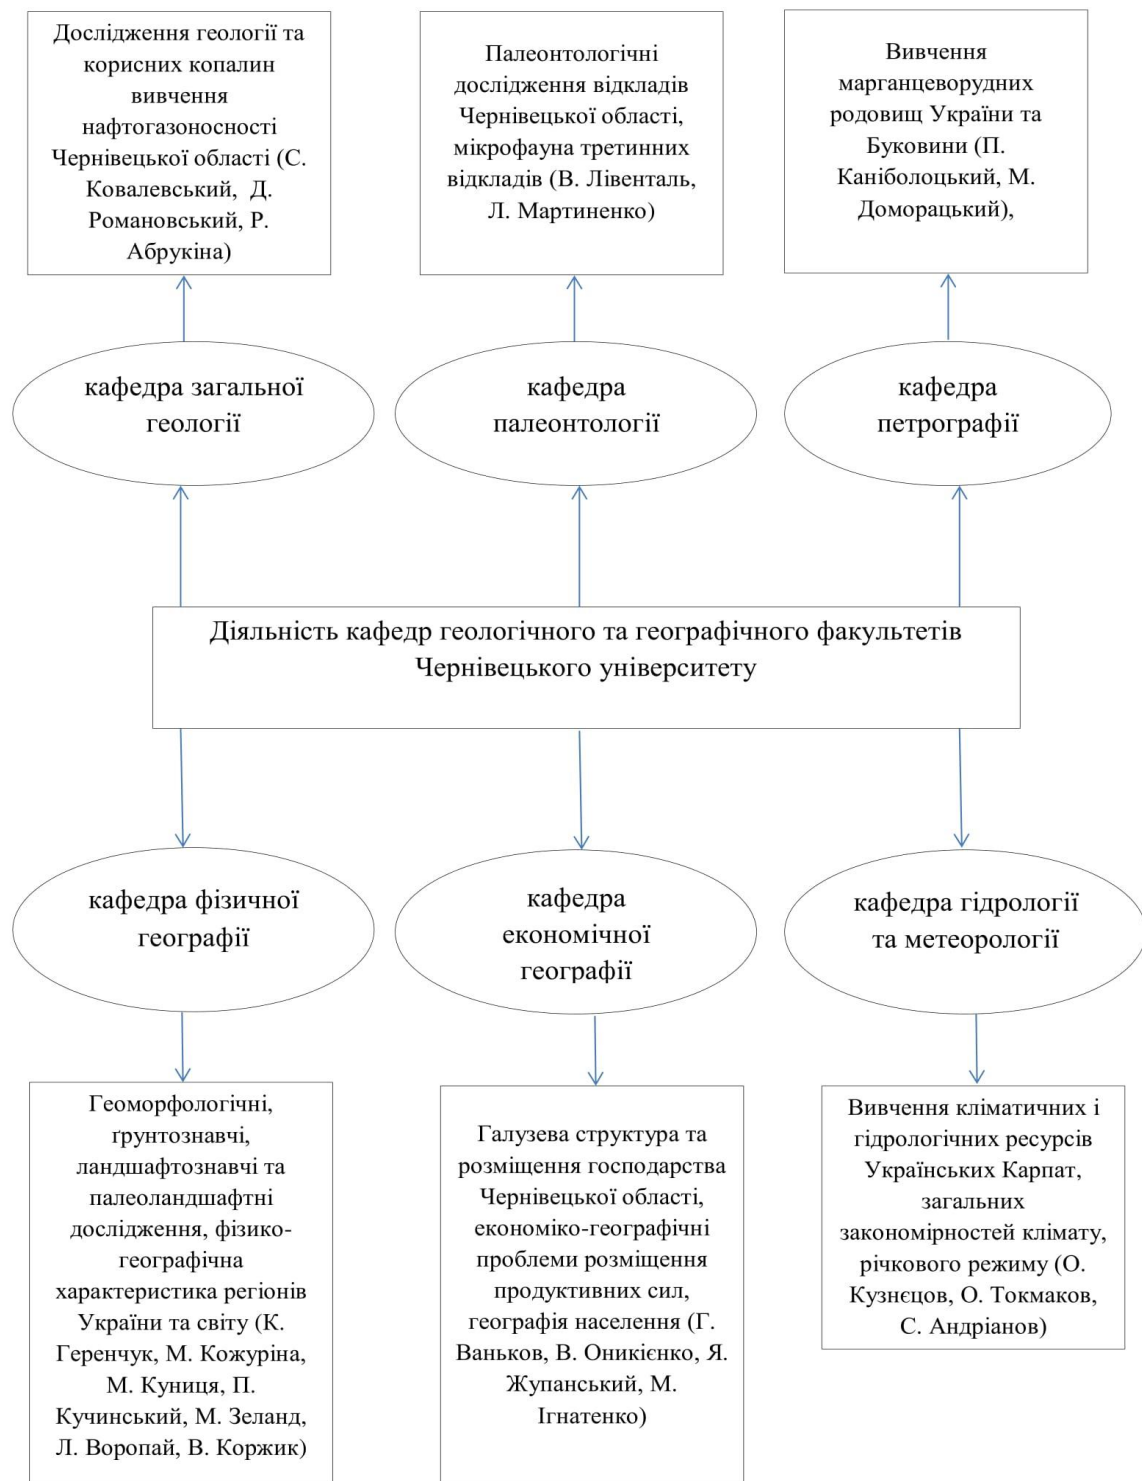 Дослідження геології та
корисних копалин
вивчення
нафтогазоносності
Чернівецької області (С.
Ковалевський, Д.
Романовський, Р.
Абрукіна)
Палеонтологічні
дослідження відкладів
Чернівецької області,
мікрофауна третинних
відкладів (В. Лівенталь,
Л. Мартиненко)
Вивчення
марганцеворудних
родовищ України та
Буковини (П.
Каніболоцький, М.
Доморацький),
кафедра загальної
геології
кафедра
палеонтології
кафедра
петрографії
Діяльність кафедр геологічного та географічного факультетів
Чернівецького університету
кафедра фізичної
географії
кафедра
економічної
географії
кафедра гідрології
та метеорології
Геоморфологічні,
ґрунтознавчі,
ландшафтознавчі та
палеоландшафтні
дослідження, фізико-
географічна
характеристика регіонів
України та світу (К.
Геренчук, М. Кожуріна,
М. Куниця, П.
Кучинський, М. Зеланд,
Л. Воропай, В. Коржик)
Галузева структура та
розміщення господарства
Чернівецької області,
економіко-географічні
проблеми розміщення
продуктивних сил,
географія населення (Г.
Ваньков, В. Оникієнко, Я.
Жупанський, М.
Ігнатенко)
Вивчення кліматичних і
гідрологічних ресурсів
Українських Карпат,
загальних
закономірностей клімату,
річкового режиму (О.
Кузнєцов, О. Токмаков,
С. Андріанов)